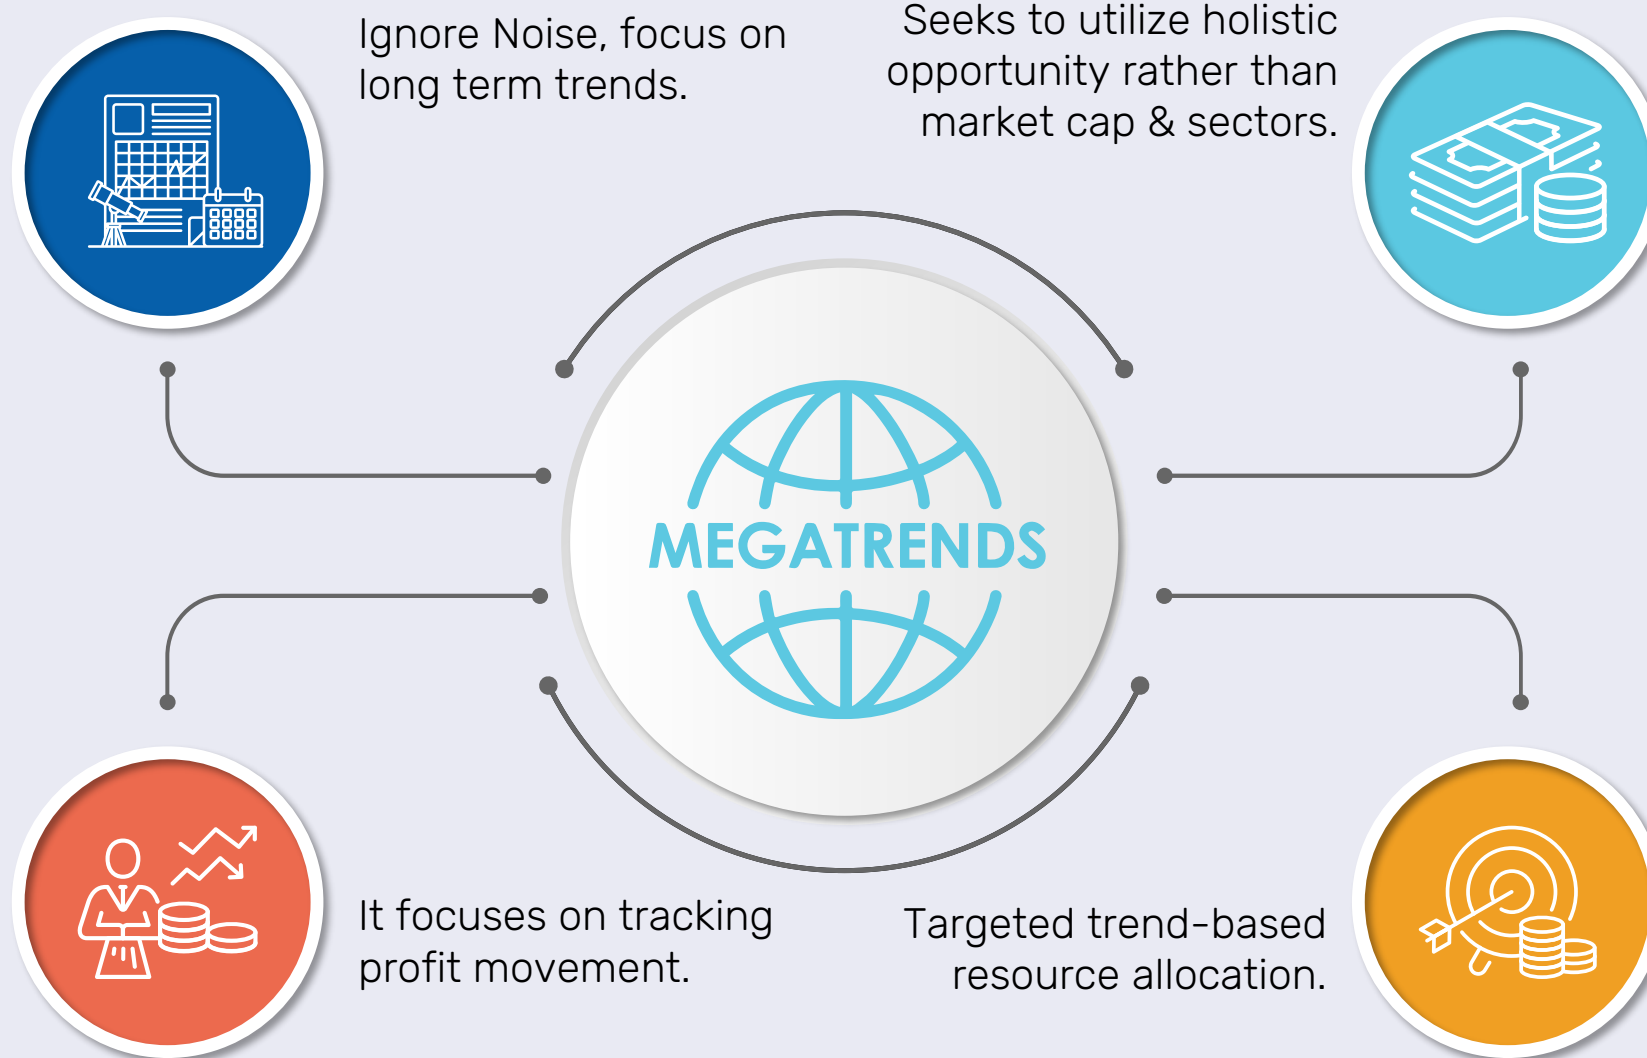 Ignore Noise, focus on
long term trends.
Seeks to utilize holistic
opportunity rather than
market cap & sectors.
MEGATRENDS
It focuses on tracking
profit movement.
Targeted trend-based
resource allocation.